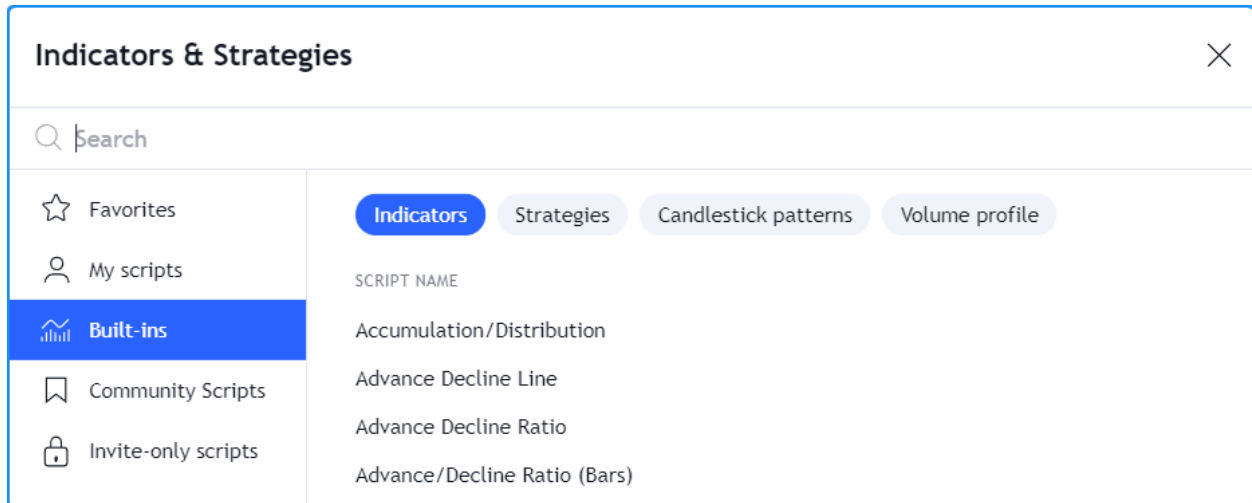 Indicators & Strategies
Search
Favorites
My scripts
Built-ins
Community Scripts
Invite-only scripts
Indicators Strategies Candlestick patterns Volume profile
SCRIPT NAME
Accumulation/Distribution
Advance Decline Line
Advance Decline Ratio
Advance/Decline Ratio (Bars)